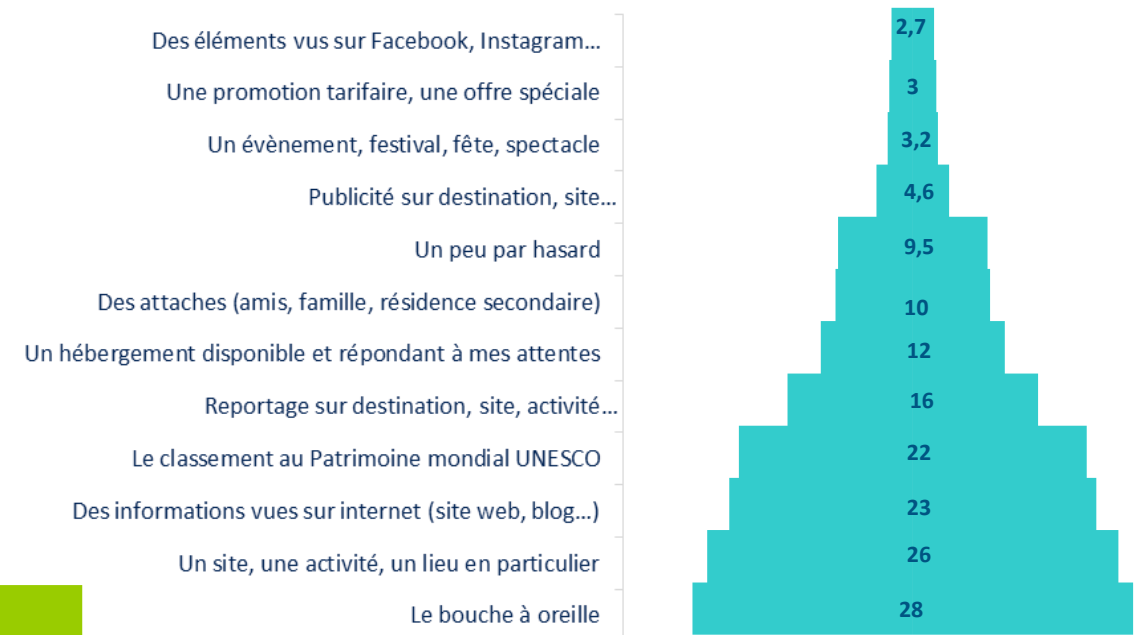 Des éléments vus sur Facebook, Instagram... 2,7
Une promotion tarifaire, une offre spéciale 3
Un évènement, festival, fête, spectacle 3,2
Publicité sur destination, site... 4,6
Un peu par hasard 9,5
Des attaches (amis, famille, résidence secondaire) 10
Un hébergement disponible et répondant à mes attentes 12
Reportage sur destination, site, activité... 16
Le classement au Patrimoine mondial UNESCO 22
Des informations vues sur internet (site web, blog...) 23
Un site, une activité, un lieu en particulier 26
Le bouche à oreille 28